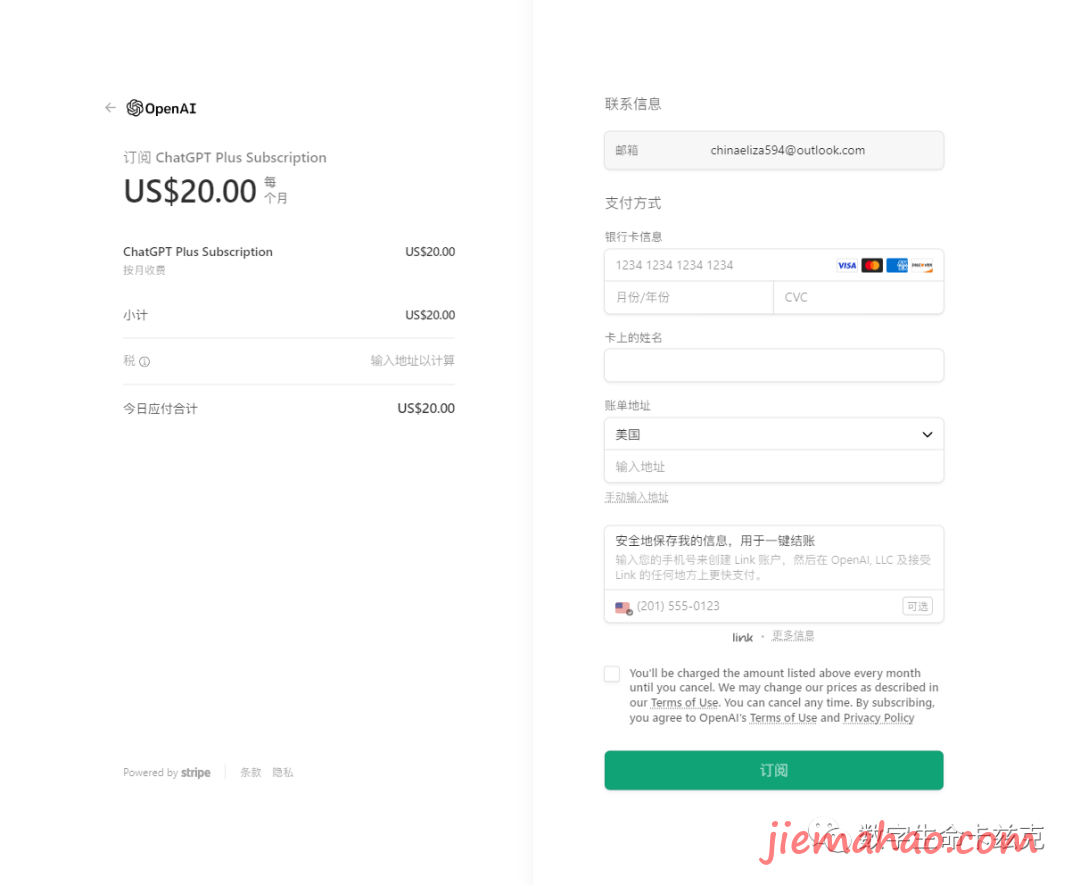 OpenAI
订阅 ChatGPT Plus Subscription
US$20.00 每
个月
ChatGPT Plus Subscription US$20.00
按月收费
小计 US$20.00
税 输入地址以计算
今日应付合计 US$20.00
Powered by stripe 条款 隐私
联系信息
邮箱 chinaeliza594@outlook.com
支付方式
银行卡信息
1234 1234 1234 1234 VISA DISCOVER
月份/年份 CVC
卡上的姓名
账单地址
美国
输入地址
手动输入地址
安全地保存我的信息，用于一键结账
输入您的手机号来创建 Link 账户，然后在 OpenAI, LLC 及接受
Link 的任何地方上更快支付。
(201) 555-0123 可选
link • 更多信息
You'll be charged the amount listed above every month
until you cancel. We may change our prices as described in
our Terms of Use. You can cancel any time. By subscribing,
you agree to OpenAI's Terms of Use and Privacy Policy
订阅
数字生命卡兹克
jiemahao.com